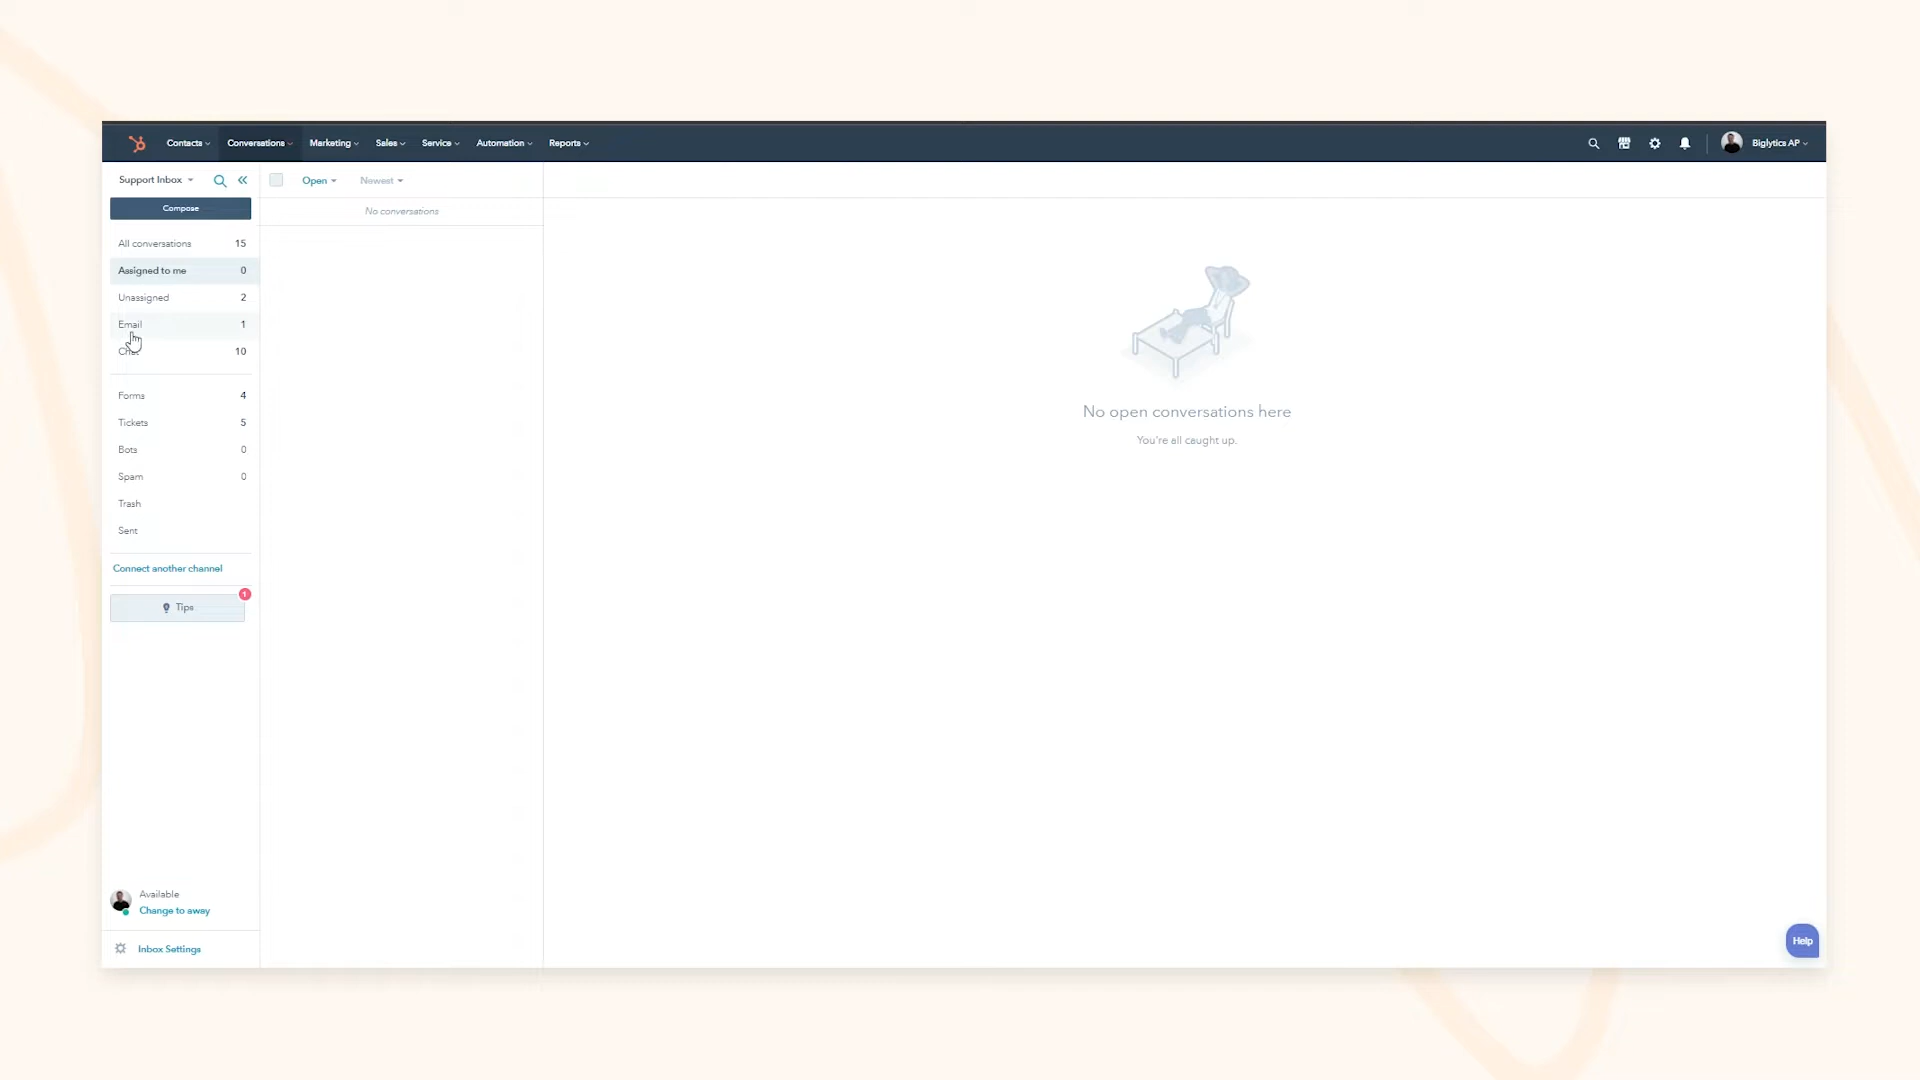 Contacts Conversations Marketing Sales Service Automation Reports Biglytics AP
Support Inbox
Compose
All conversations 15
Assigned to me 0
Unassigned 2
Email 1
Chat 10
Forms 4
Tickets 5
Bots 0
Spam 0
Trash
Sent
Connect another channel
1
Tips
Available
Change to away
Inbox Settings
Open Newest
No conversations
No open conversations here
You're all caught up.
Help